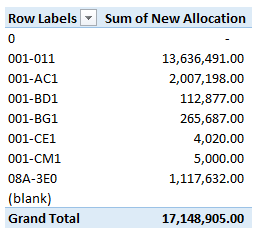 Row Labels Sum of New Allocation
0 -
001-011 13,636,491.00
001-AC1 2,007,198.00
001-BD1 112,877.00
001-BG1 265,687.00
001-CE1 4,020.00
001-CM1 5,000.00
08A-3E0 1,117,632.00
(blank)
Grand Total 17,148,905.00